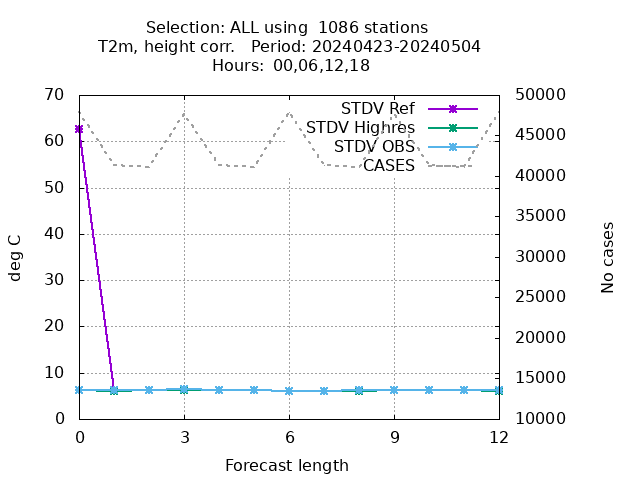 Selection: ALL using  1086 stations
T2m, height corr.   Period: 20240423-20240504
Hours:  00,06,12,18
70 50000
STDV Ref
STDV Highres
STDV OBS
CASES
60 45000
50 40000
40 35000
30 30000
25000
20 20000
10 15000
0 10000
deg C
No cases
0 3 6 9 12
Forecast length